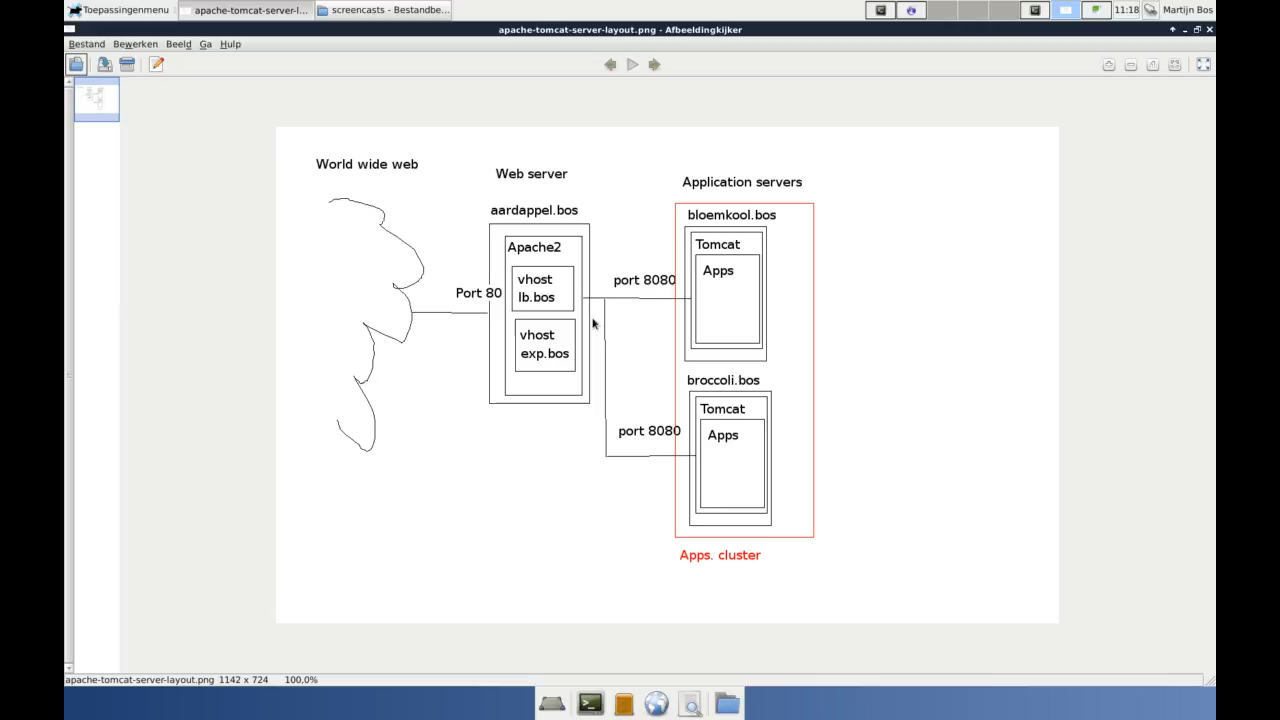 Toepassingenmenu
apache-tomcat-server-l...
screencasts - Bestandbe...
11:18
Martijn Bos
apache-tomcat-server-layout.png - Afbeeldingkijker
Bestand Bewerken Beeld Ga Hulp
World wide web
Web server
Application servers
aardappel.bos
bloemkool.bos
Apache2
Tomcat
Apps
vhost
lb.bos
port 8080
Port 80
vhost
exp.bos
broccoli.bos
Tomcat
Apps
port 8080
Apps. cluster
apache-tomcat-server-layout.png 1142 x 724 100,0%